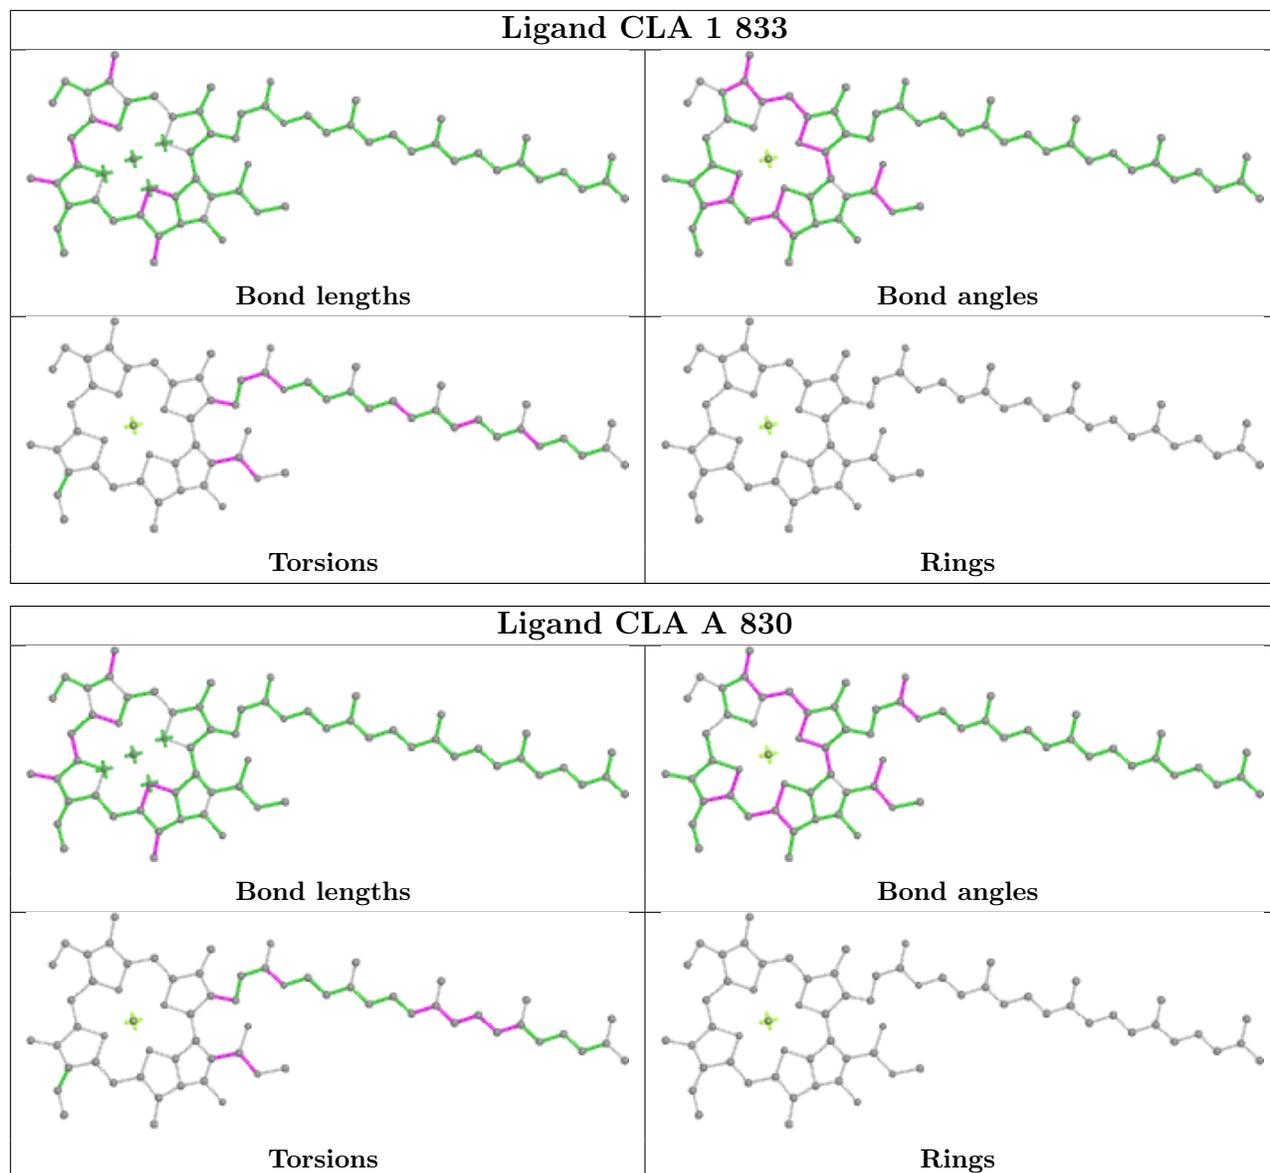 Ligand CLA 1 833
Bond lengths
Bond angles
Torsions
Rings
Ligand CLA A 830
Bond lengths
Bond angles
Torsions
Rings